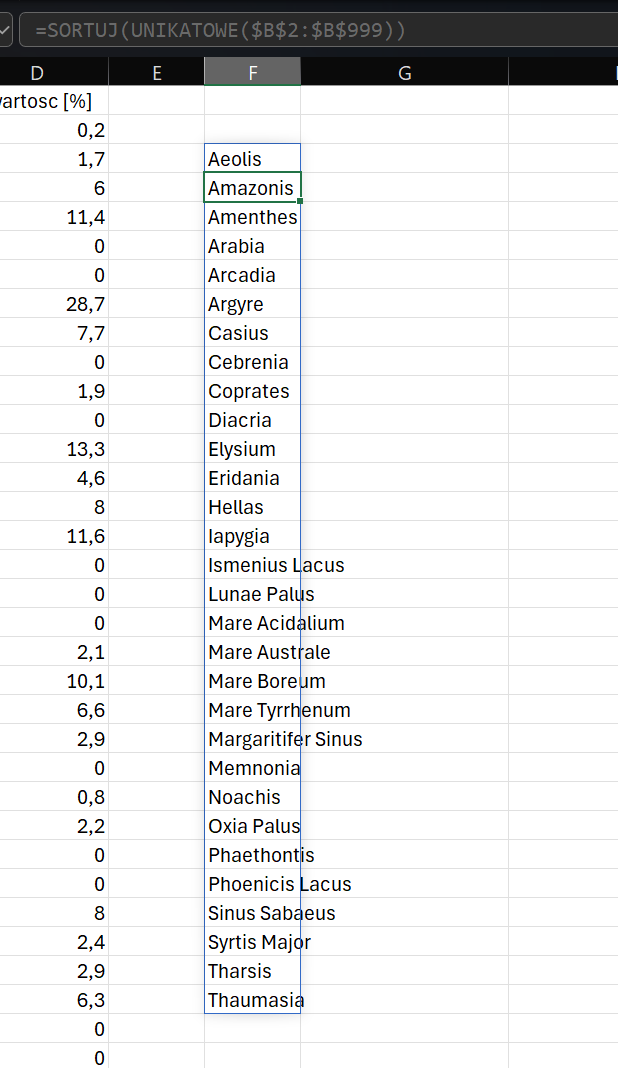 =SORTUJ(UNIKATOWE($B$2:$B$999))
D E F G
[%]
0,2
1,7 Aeolis
6 Amazonis
11,4 Amenthes
0 Arabia
0 Arcadia
28,7 Argyre
7,7 Casius
0 Cebrenia
1,9 Coprates
0 Diacria
13,3 Elysium
4,6 Eridania
8 Hellas
11,6 Iapygia
0 Ismenius Lacus
0 Lunae Palus
0 Mare Acidalium
2,1 Mare Australe
10,1 Mare Boreum
6,6 Mare Tyrrhenum
2,9 Margaritifer Sinus
0 Memnonia
0,8 Noachis
2,2 Oxia Palus
0 Phaethontis
0 Phoenicis Lacus
8 Sinus Sabaeus
2,4 Syrtis Major
2,9 Tharsis
6,3 Thaumasia
0
0